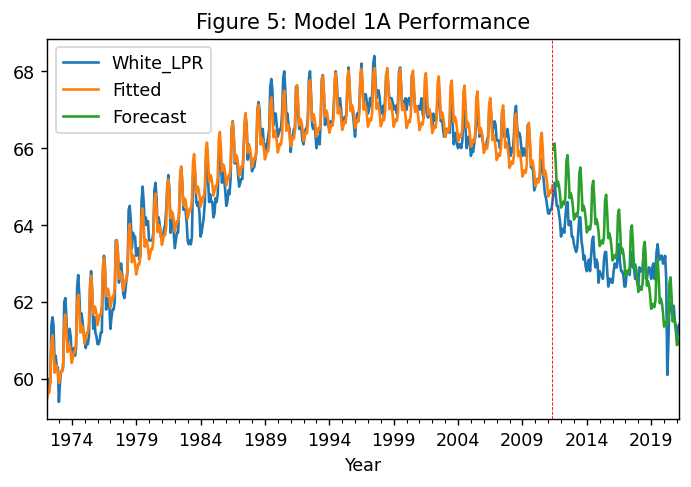 Figure 5: Model 1A Performance
White_LPR
Fitted
Forecast
68
66
64
62
60
1974 1979 1984 1989 1994 1999 2004 2009 2014 2019
Year